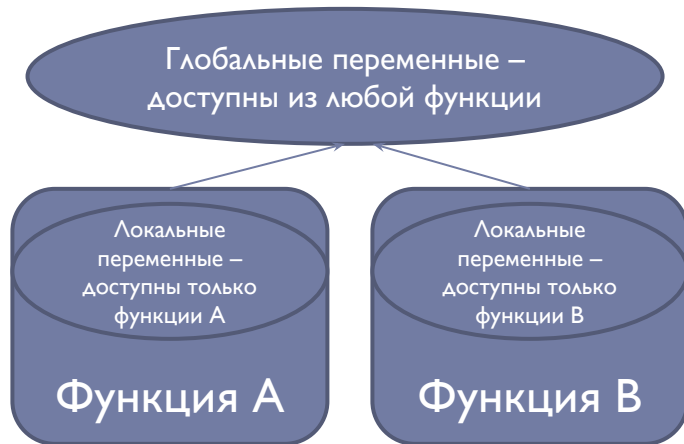 Глобальные переменные –
доступны из любой функции
Локальные
переменные –
доступны только
функции А
Функция А
Локальные
переменные –
доступны только
функции В
Функция В